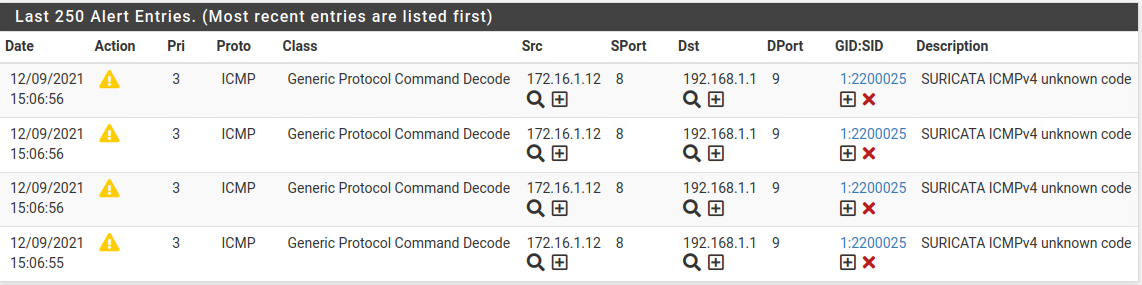 Last 250 Alert Entries. (Most recent entries are listed first)
Date Action Pri Proto Class Src SPort Dst DPort GID:SID Description
12/09/2021 3 ICMP Generic Protocol Command Decode 172.16.1.12 8 192.168.1.1 9 1:2200025 SURICATA ICMPv4 unknown code
15:06:56
12/09/2021 3 ICMP Generic Protocol Command Decode 172.16.1.12 8 192.168.1.1 9 1:2200025 SURICATA ICMPv4 unknown code
15:06:56
12/09/2021 3 ICMP Generic Protocol Command Decode 172.16.1.12 8 192.168.1.1 9 1:2200025 SURICATA ICMPv4 unknown code
15:06:56
12/09/2021 3 ICMP Generic Protocol Command Decode 172.16.1.12 8 192.168.1.1 9 1:2200025 SURICATA ICMPv4 unknown code
15:06:55